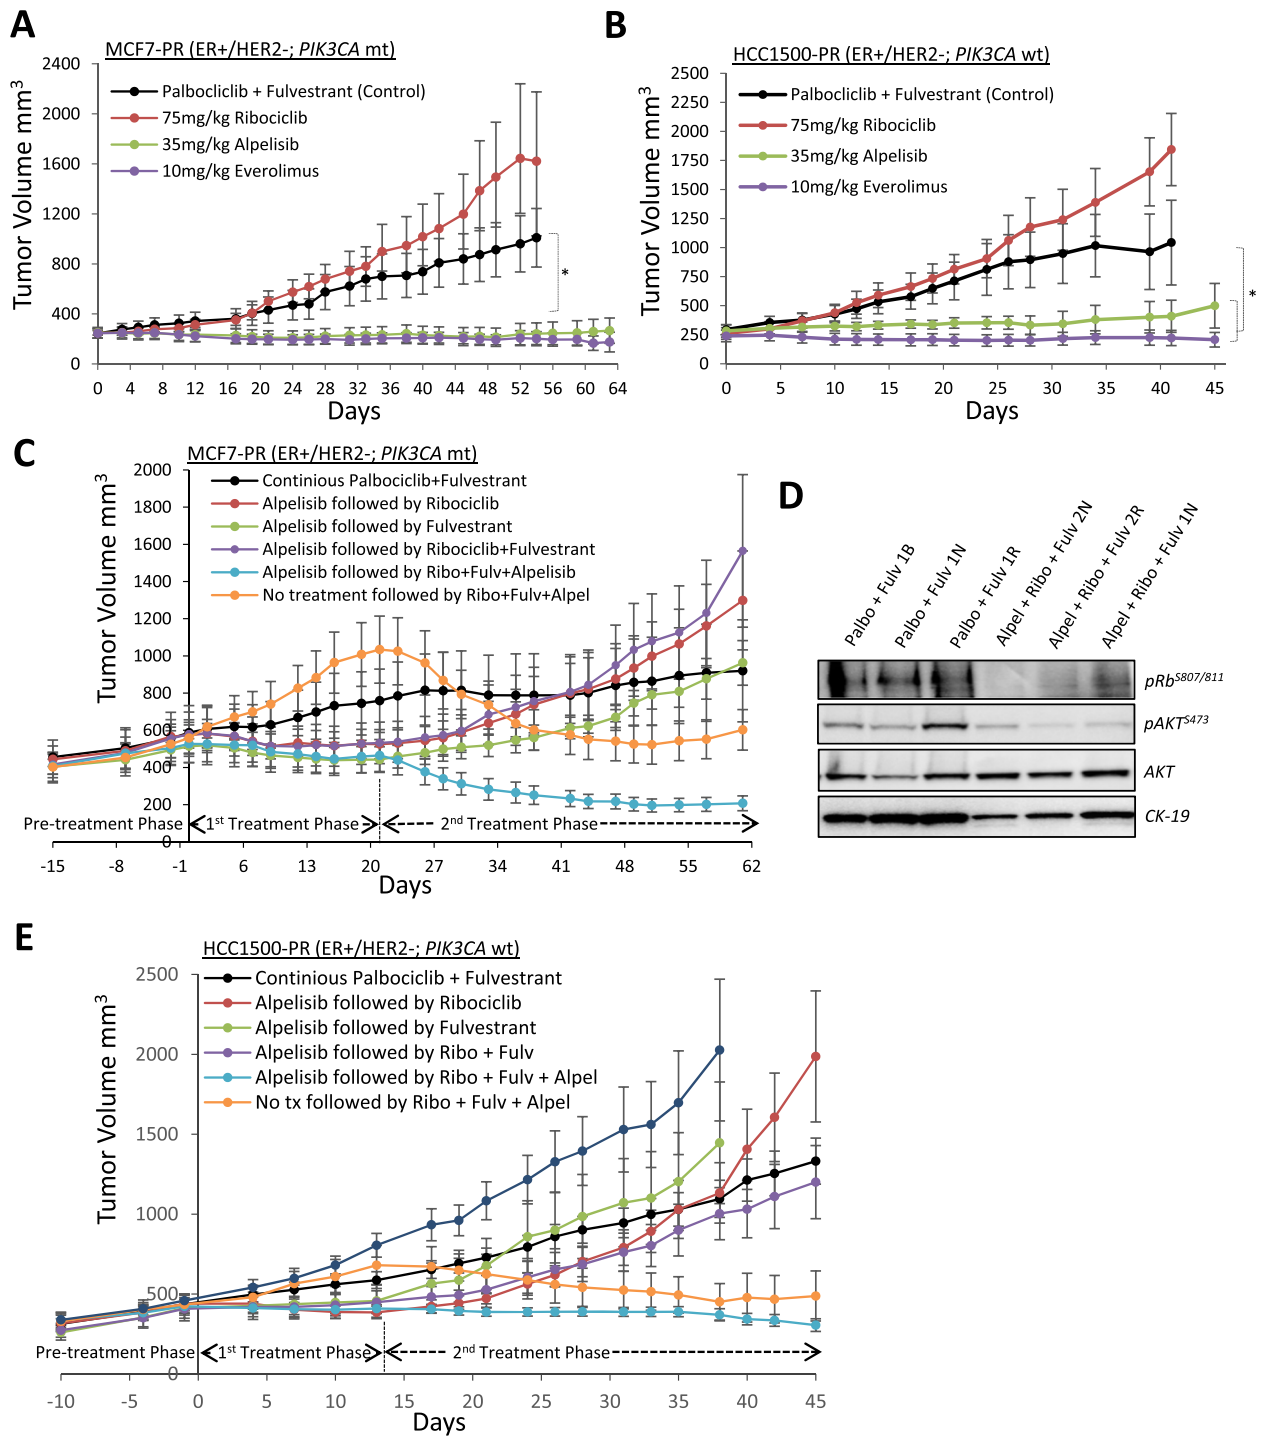 A
MCF7-PR (ER+/HER2-; PIK3CA mt)
Tumor Volume mm3
2400
2000
1600
1200
800
400
0
Palbocliclib + Fulvestrant (Control)
75mg/kg Ribociclib
35mg/kg Alpelisib
10mg/kg Everolimus
*
0 4 8 12 16 20 24 28 32 36 40 44 48 52 56 60 64
Days
B
HCC1500-PR (ER+/HER2-; PIK3CA wt)
Tumor Volume mm3
2500
2250
2000
1750
1500
1250
1000
750
500
250
0
Palbocliclib + Fulvestrant (Control)
75mg/kg Ribociclib
35mg/kg Alpelisib
10mg/kg Everolimus
*
0 5 10 15 20 25 30 35 40 45
Days
C
MCF7-PR (ER+/HER2-; PIK3CA mt)
Tumor Volume mm3
2000
1800
1600
1400
1200
1000
800
600
400
200
0
Continious Palbociclib+Fulvestrant
Alpelisib followed by Ribociclib
Alpelisib followed by Fulvestrant
Alpelisib followed by Ribociclib+Fulvestrant
Alpelisib followed by Ribo+Fulv+Alpelisib
No treatment followed by Ribo+Fulv+Alpel
Pre-treatment Phase
1st Treatment Phase
2nd Treatment Phase
-15 -8 -1 6 13 20 27 34 41 48 55 62
Days
D
Palbo + Fulv 1B
Palbo + Fulv 1N
Palbo + Fulv 1R
Alpel + Ribo + Fulv 2N
Alpel + Ribo + Fulv 2R
Alpel + Ribo + Fulv 1N
pRbS807/811
pAKTS473
AKT
CK-19
E
HCC1500-PR (ER+/HER2-; PIK3CA wt)
Tumor Volume mm3
2500
2000
1500
1000
500
0
Continious Palbociclib + Fulvestrant
Alpelisib followed by Ribociclib
Alpelisib followed by Fulvestrant
Alpelisib followed by Ribo + Fulv
Alpelisib followed by Ribo + Fulv + Alpel
No tx followed by Ribo + Fulv + Alpel
Pre-treatment Phase
1st Treatment Phase
2nd Treatment Phase
-10 -5 0 5 10 15 20 25 30 35 40 45
Days